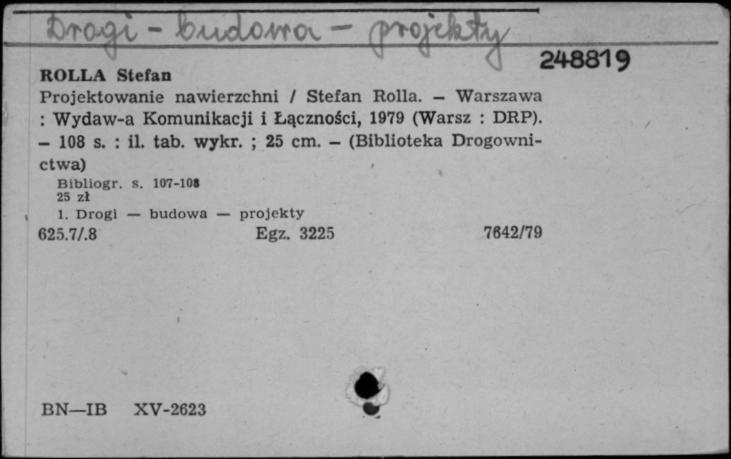 Drogi - budowa - projekty
248819
ROLLA Stefan
Projektowanie nawierzchni / Stefan Rolla. — Warszawa
: Wydaw-a Komunikacji i Łączności, 1979 (Warsz : DRP).
— 108 s. : il. tab. wykr. ; 25 cm. — (Biblioteka Drogowni-
ctwa)
Bibliogr. s. 107-108
25 zł
1. Drogi — budowa — projekty
625.7/.8 Egz. 3225 7642/79
BN—IB XV-2623